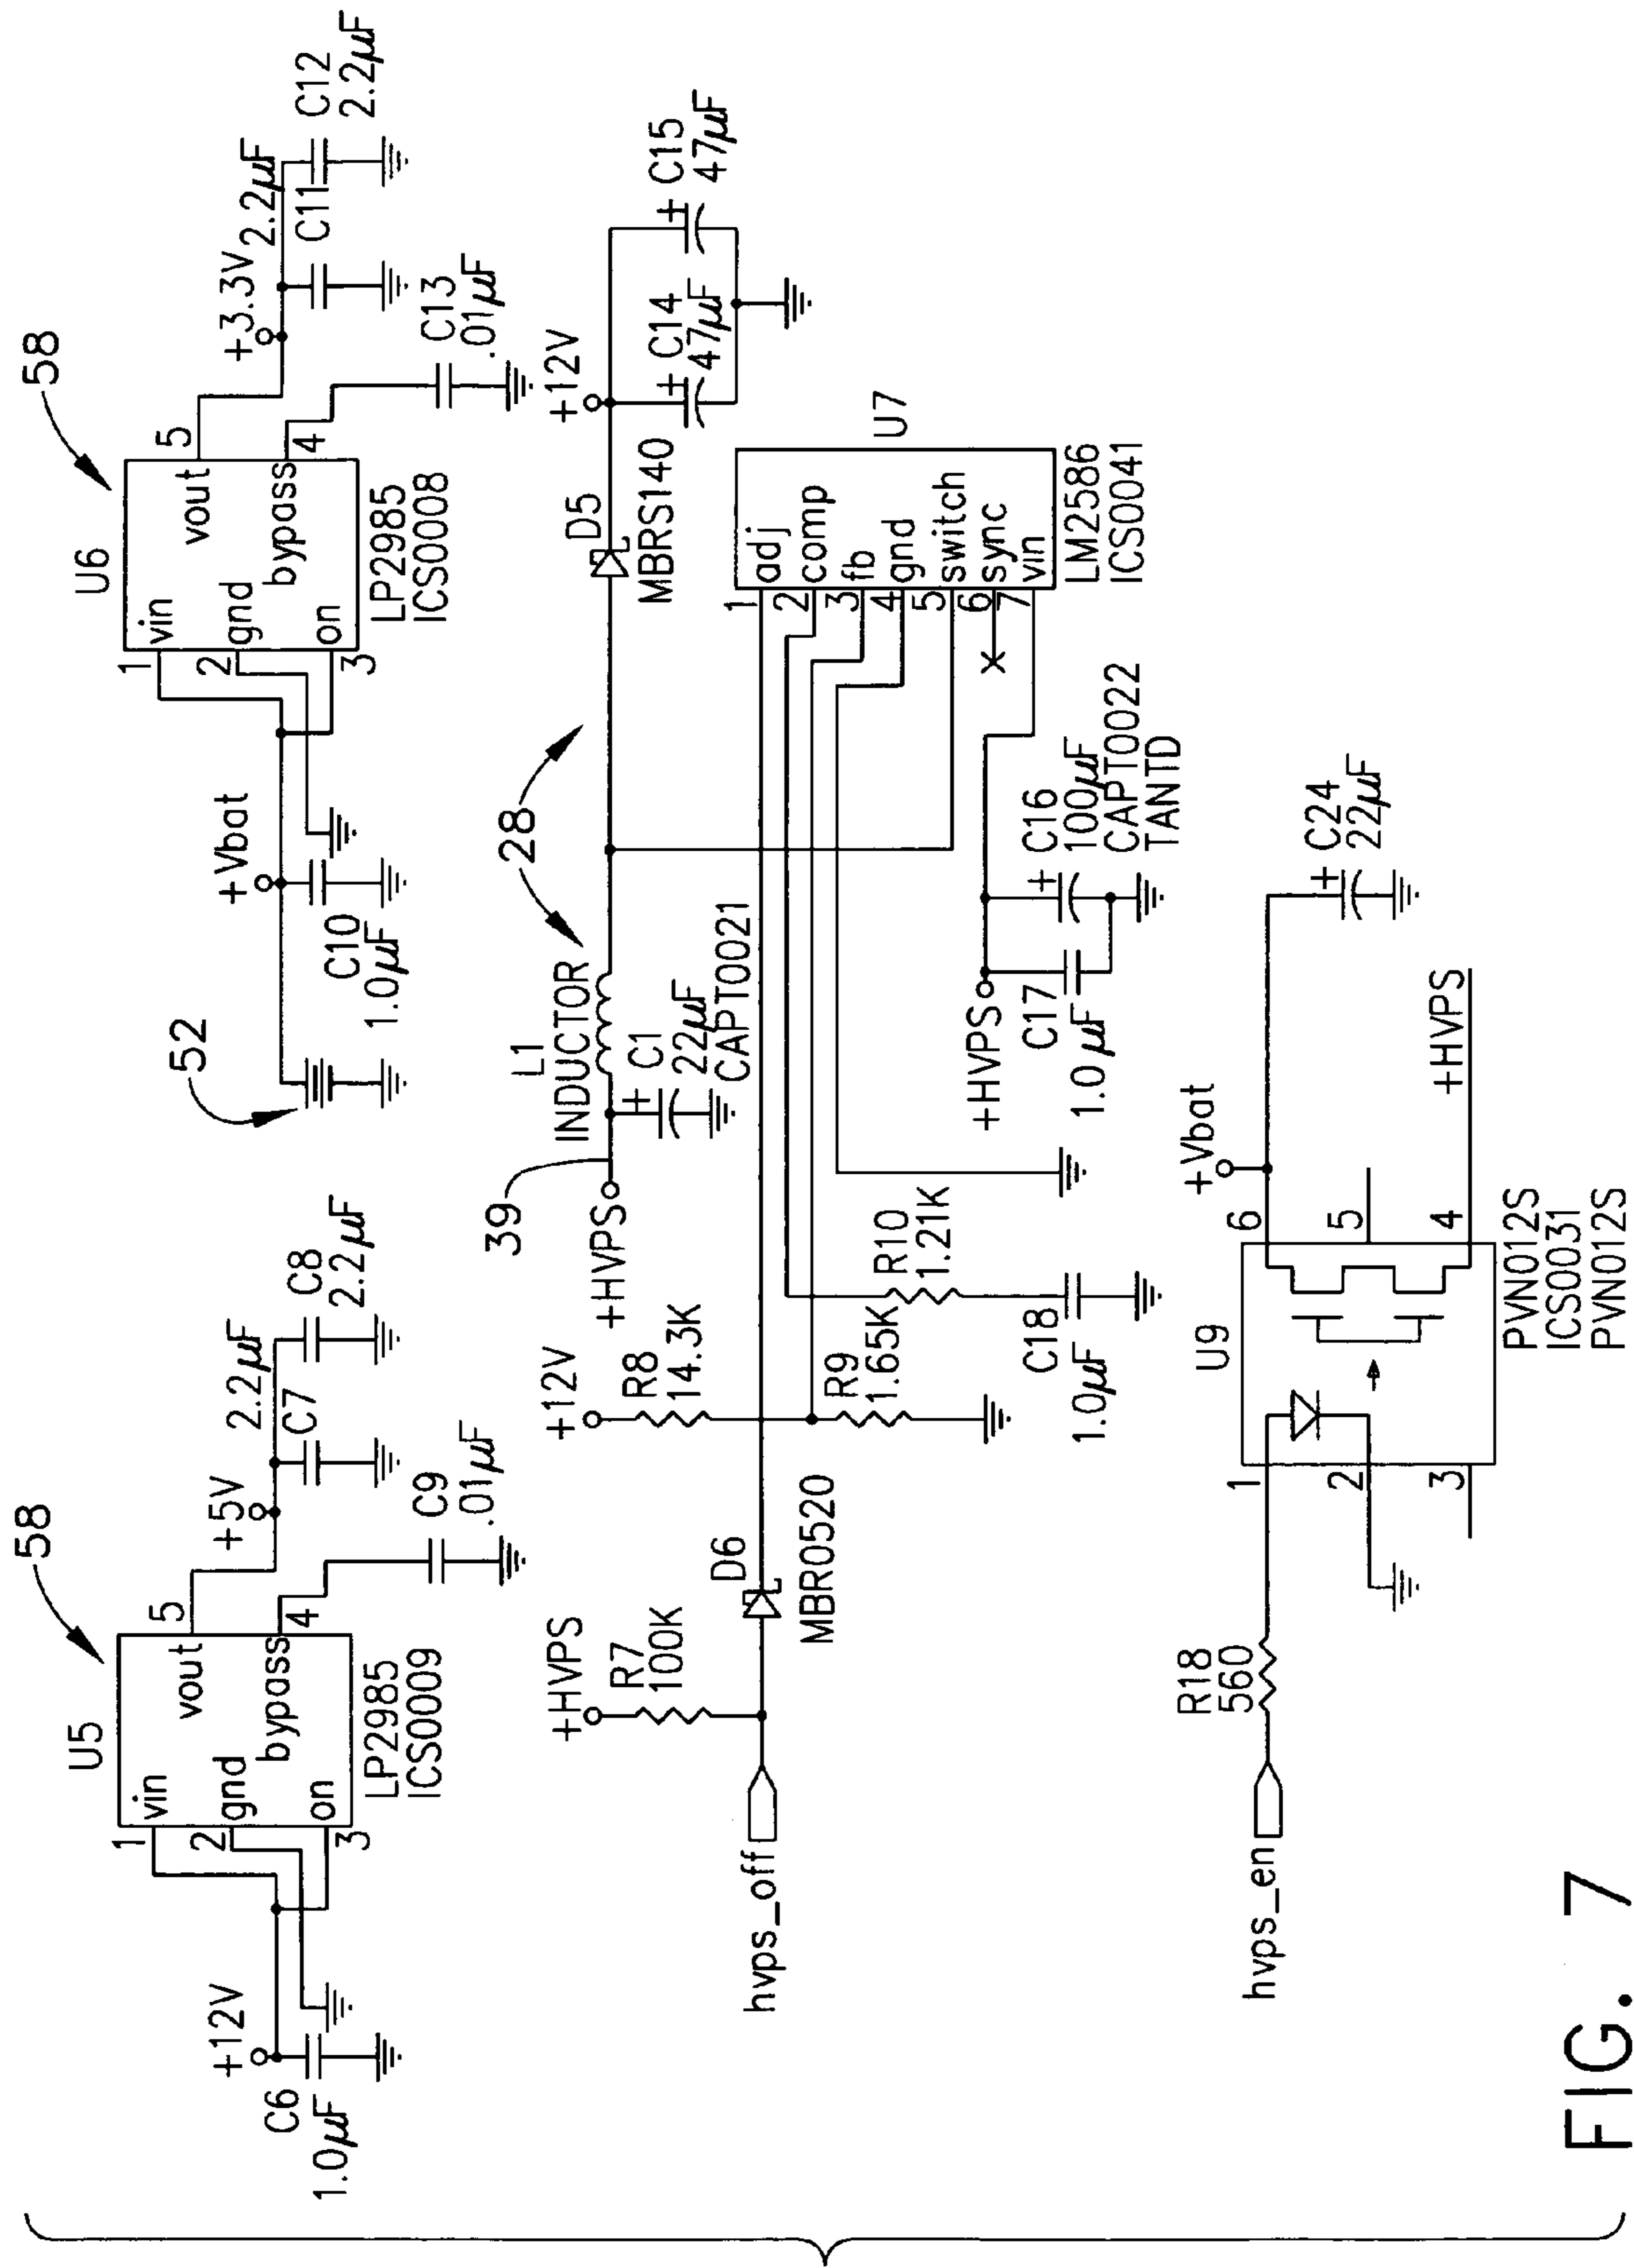 58
U5
vin
gnd
on
vout
bypass
1
2
3
5
4
LP2985
ICS0009
+12V
C6
1.0μF
+5V
2.2μF
C7
C8
2.2μF
C9
.01μF
58
U6
vin
gnd
on
vout
bypass
1
2
3
5
4
LP2985
ICS0008
52
+Vbat
C10
1.0μF
+3.3V
2.2μF
C11
C12
2.2μF
C13
.01μF
39
+HVPS
L1
INDUCTOR
C1
22μF
CAPT0021
28
D5
MBRS140
+12V
C14
47μF
C15
47μF
hvps_off
+HVPS
R7
100K
D6
MBR0520
+12V
R8
14.3K
R9
1.65K
R10
1.21K
C18
1.0μF
U7
1
adj
2
comp
3
fb
4
gnd
5
switch
6
sync
7
vin
LM2586
ICS0041
+HVPS
C17
1.0μF
C16
100μF
CAPT0022
TANTD
hvps_en
R18
560
U9
1
2
3
6
5
4
PVN012S
ICS0031
PVN012S
+Vbat
C24
22μF
+HVPS
FIG. 7